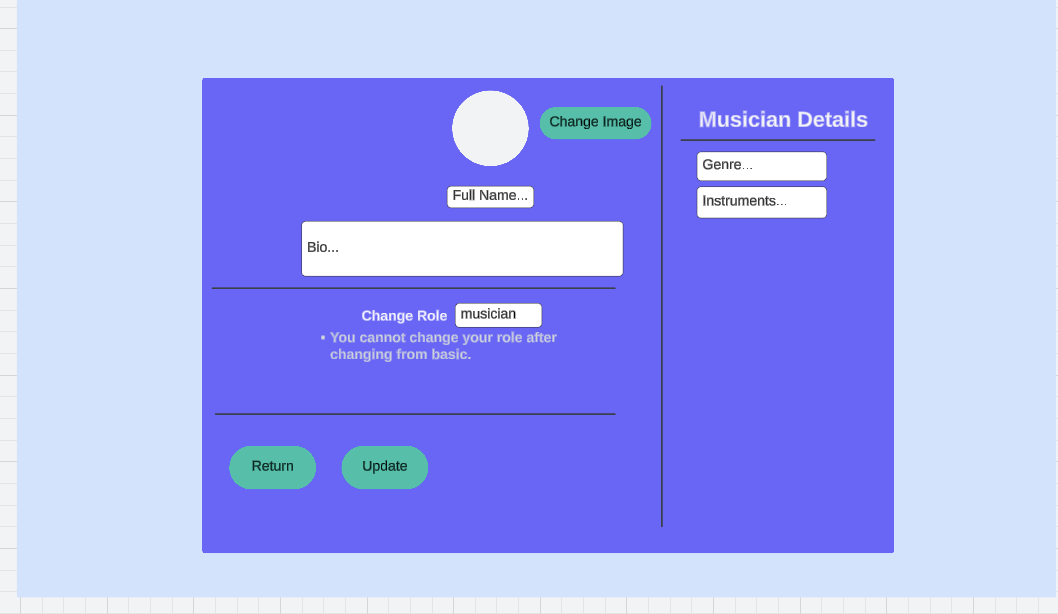 Change Image
Full Name...
Bio...
Change Role musician
• You cannot change your role after
changing from basic.
Return Update
Musician Details
Genre...
Instruments...